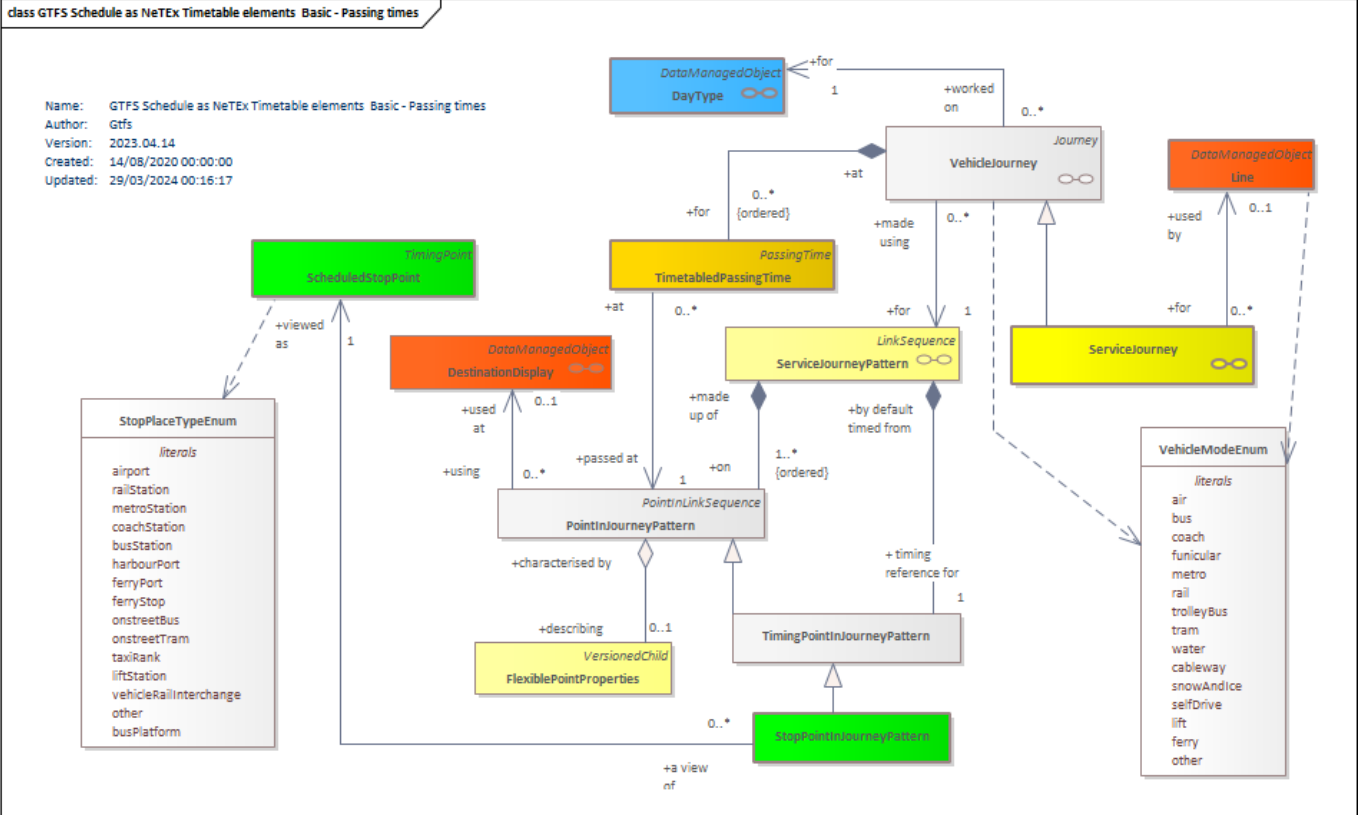 class GTFS Schedule as NeTEx Timetable elements Basic - Passing times
Name: GTFS Schedule as NeTEx Timetable elements Basic - Passing times
Author: Gtfs
Version: 2023.04.14
Created: 14/08/2020 00:00:00
Updated: 29/03/2024 00:16:17
DataManagedObject
DayType
+for
1
+worked
on
0..*
Journey
VehicleJourney
+at
0..*
{ordered}
+for
+made
using
0..*
+for
1
DataManagedObject
Line
+used
by
0..1
+for
0..*
TimingPoint
ScheduledStopPoint
+viewed
as
1
PassingTime
TimetabledPassingTime
+at
0..*
LinkSequence
ServiceJourneyPattern
ServiceJourney
DataManagedObject
DestinationDisplay
+used
at
0..1
+using
0..*
+passed at
1
+made
up of
+on
1..*
{ordered}
+by default
timed from
+ timing
reference for
1
PointInLinkSequence
PointInJourneyPattern
+characterised by
+describing
0..1
VersionedChild
FlexiblePointProperties
TimingPointInJourneyPattern
StopPointInJourneyPattern
0..*
+a view
of
StopPlaceTypeEnum
literals
airport
railStation
metroStation
coachStation
busStation
harbourPort
ferryPort
ferryStop
onstreetBus
onstreetTram
taxiRank
liftStation
vehicleRailInterchange
other
busPlatform
VehicleModeEnum
literals
air
bus
coach
funicular
metro
rail
trolleyBus
tram
water
cableway
snowAndIce
selfDrive
lift
ferry
other